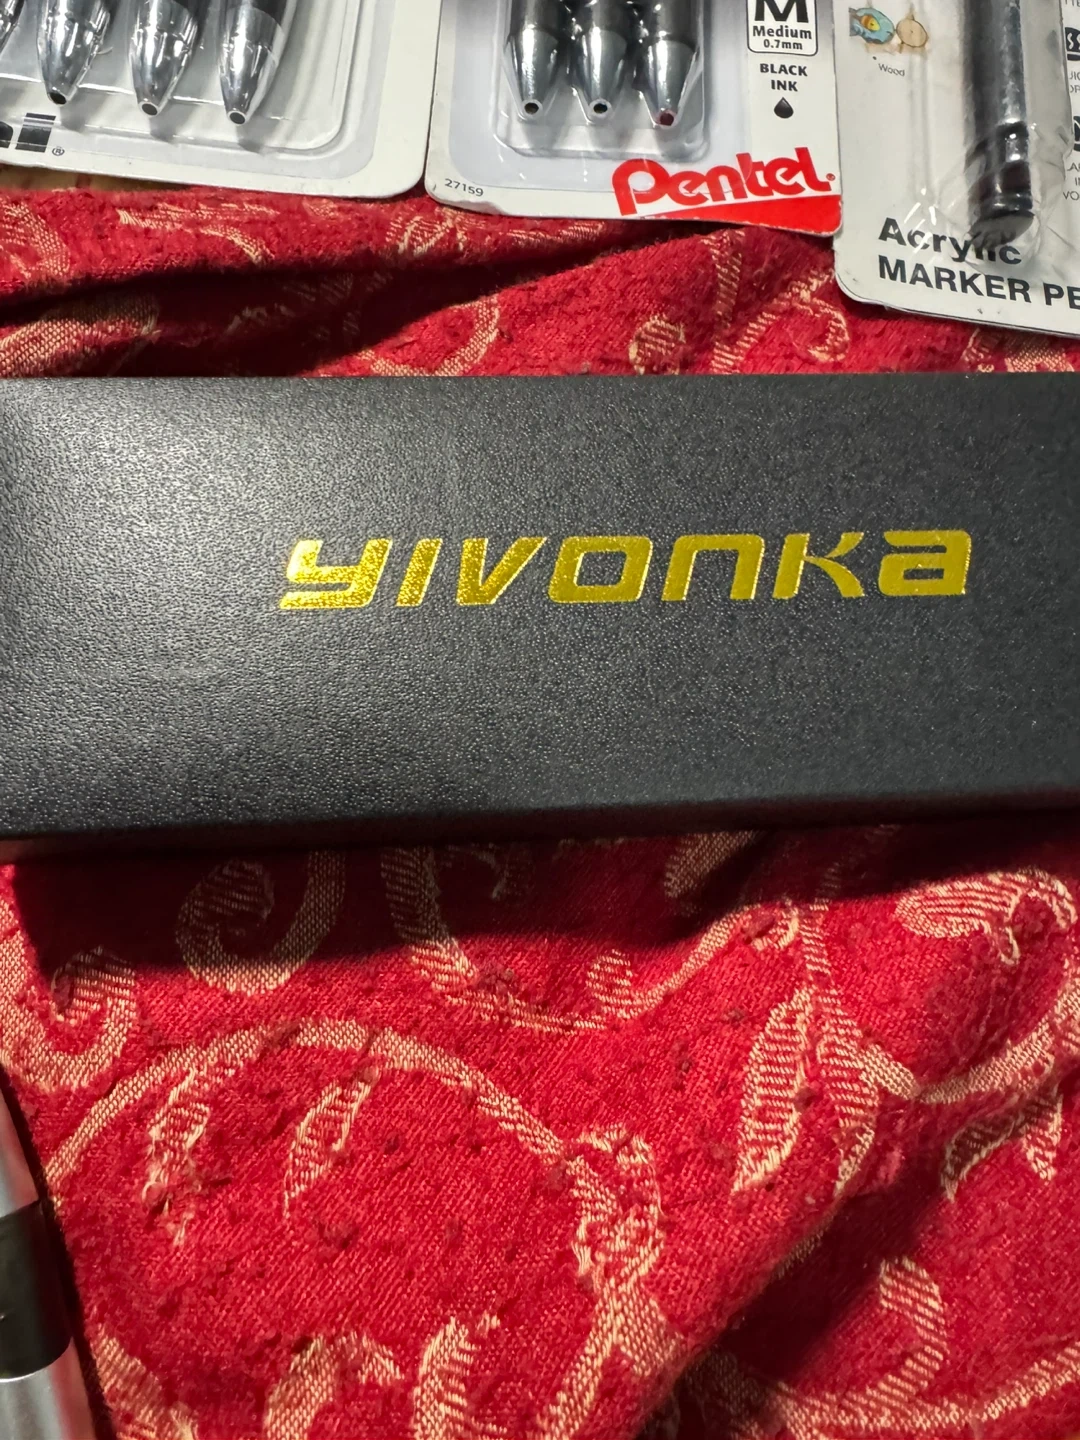 M
Medium
0.7mm
BLACK
INK
Wood
®
27159
Pentel®
Acrylic
MARKER PE
yivonka